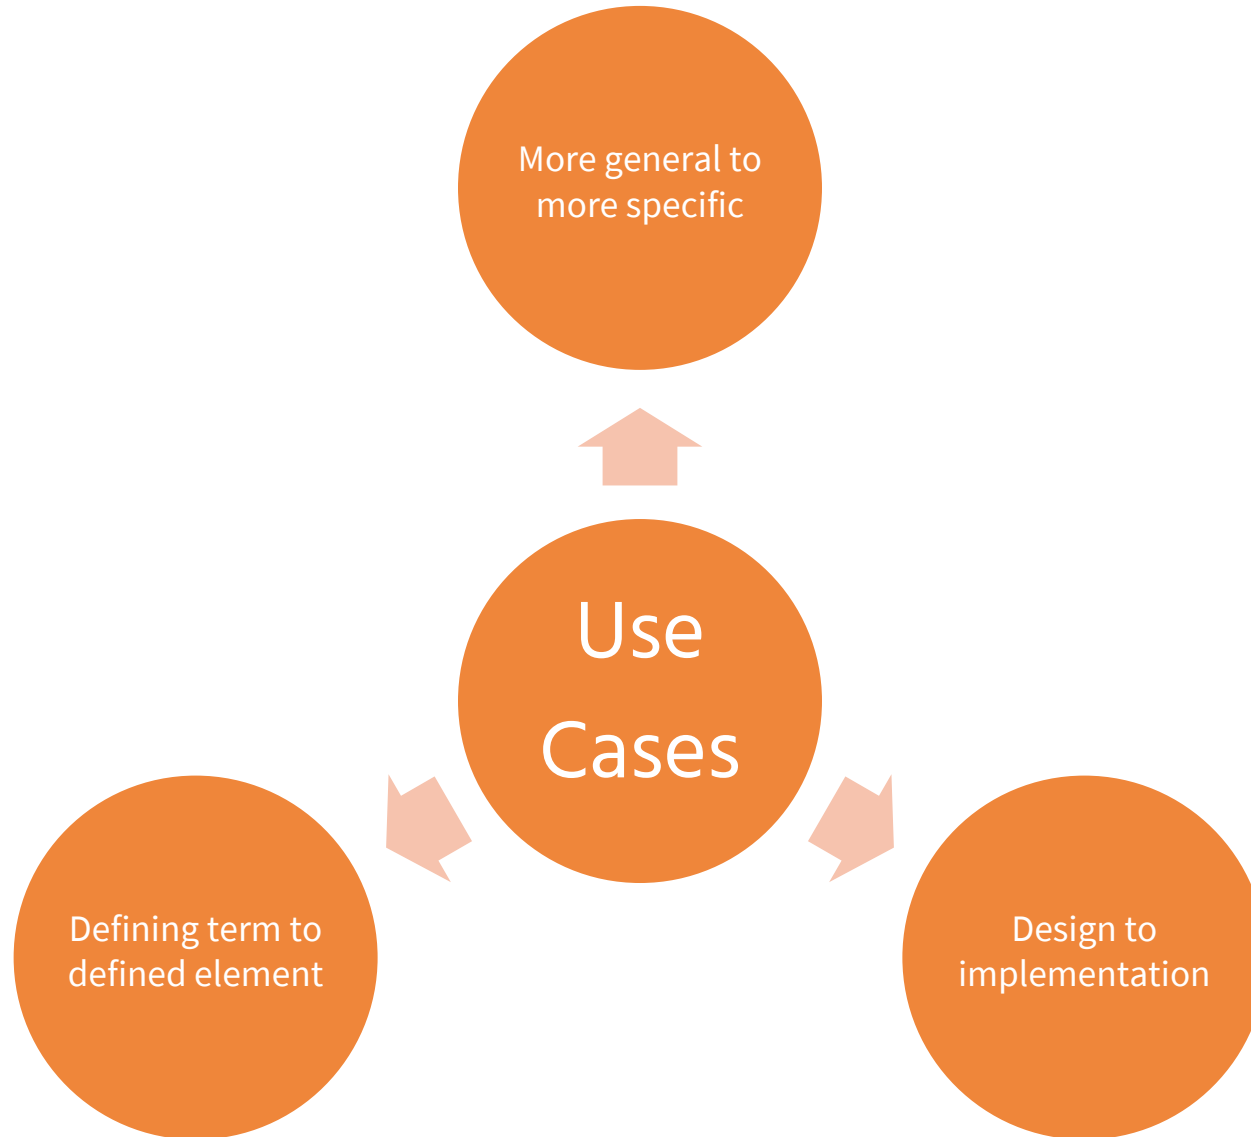 More general to
more specific
Use
Cases
Defining term to
defined element
Design to
implementation